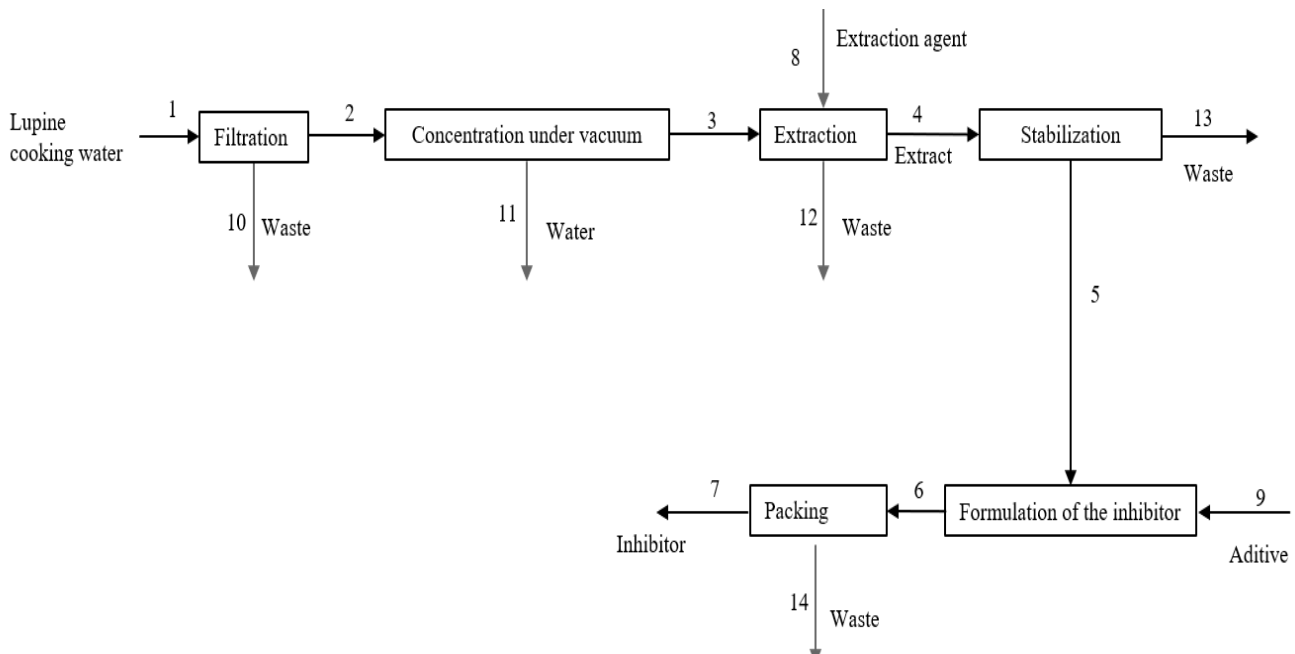 8
Extraction agent
1
2
3
4
13
Lupine
cooking water
Filtration
Concentration under vacuum
Extraction
Extract
Stabilization
Waste
10
Waste
11
Water
12
Waste
5
7
6
9
Packing
Formulation of the inhibitor
Inhibitor
Aditive
14
Waste